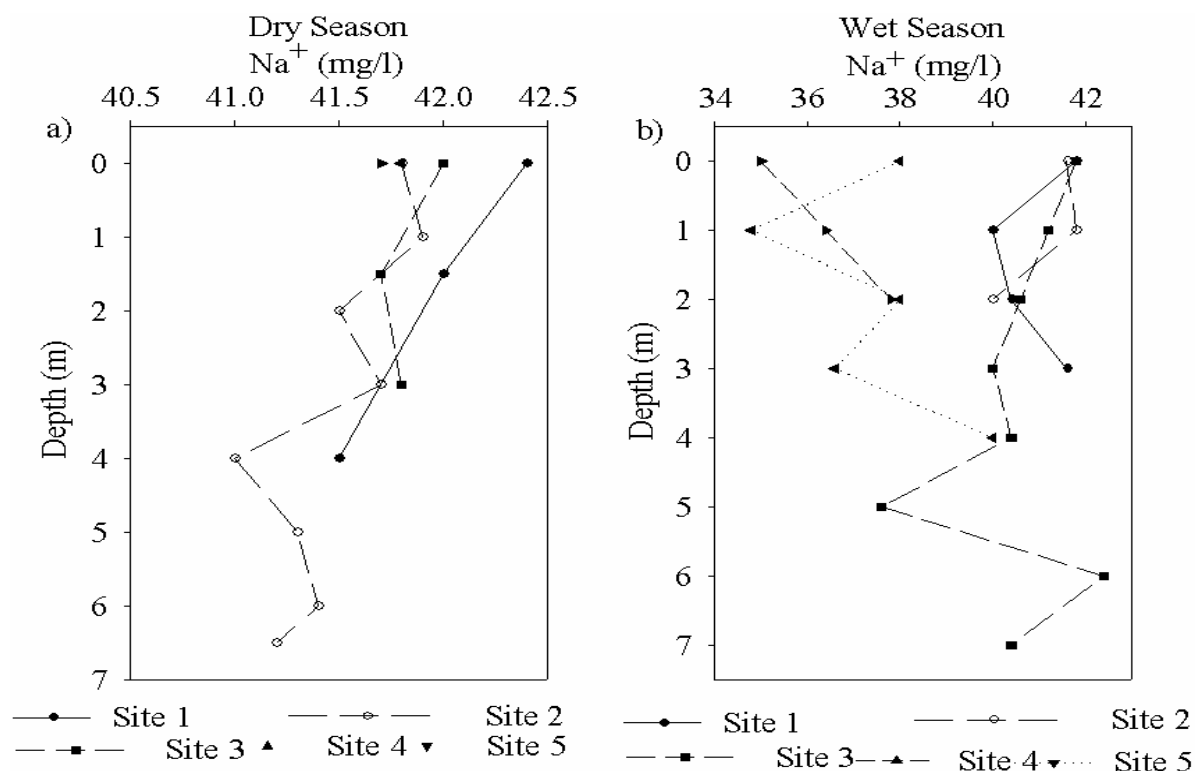 Dry Season
Na+ (mg/l)
40.5 41.0 41.5 42.0 42.5
a)
0
1
2
3
4
5
6
7
Depth (m)
Site 1 Site 2
Site 3 Site 4 Site 5
Wet Season
Na+ (mg/l)
34 36 38 40 42
b)
0
1
2
3
4
5
6
7
Depth (m)
Site 1 Site 2
Site 3 Site 4 Site 5